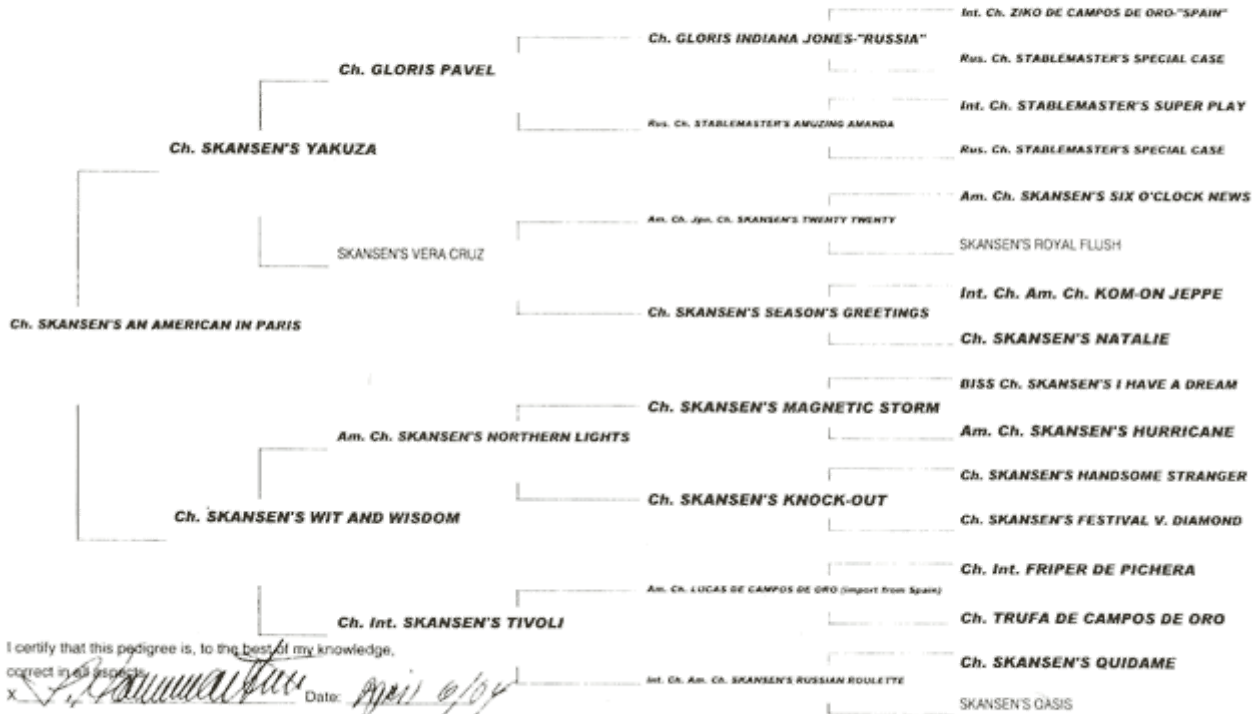 Int. Ch. ZIKO DE CAMPOS DE ORO-"SPAIN"
Ch. GLORIS INDIANA JONES-"RUSSIA"
Rus. Ch. STABLEMASTER'S SPECIAL CASE
Ch. GLORIS PAVEL
Int. Ch. STABLEMASTER'S SUPER PLAY
Rus. Ch. STABLEMASTER'S AMUZING AMANDA
Rus. Ch. STABLEMASTER'S SPECIAL CASE
Ch. SKANSEN'S YAKUZA
Am. Ch. SKANSEN'S SIX O'CLOCK NEWS
Am. Ch. Jpn. Ch. SKANSEN'S TWENTY TWENTY
SKANSEN'S ROYAL FLUSH
SKANSEN'S VERA CRUZ
Int. Ch. Am. Ch. KOM-ON JEPPE
Ch. SKANSEN'S SEASON'S GREETINGS
Ch. SKANSEN'S NATALIE
Ch. SKANSEN'S AN AMERICAN IN PARIS
BISS Ch. SKANSEN'S I HAVE A DREAM
Ch. SKANSEN'S MAGNETIC STORM
Am. Ch. SKANSEN'S HURRICANE
Am. Ch. SKANSEN'S NORTHERN LIGHTS
Ch. SKANSEN'S HANDSOME STRANGER
Ch. SKANSEN'S KNOCK-OUT
Ch. SKANSEN'S FESTIVAL V. DIAMOND
Ch. SKANSEN'S WIT AND WISDOM
Ch. Int. FRIPER DE PICHERA
Am. Ch. LUCAS DE CAMPOS DE ORO (import from Spain)
Ch. TRUFA DE CAMPOS DE ORO
Ch. Int. SKANSEN'S TIVOLI
Ch. SKANSEN'S QUIDAME
Int. Ch. Am. Ch. SKANSEN'S RUSSIAN ROULETTE
SKANSEN'S OASIS
I certify that this pedigree is, to the best of my knowledge,
correct in all aspects.
X Date: April 6/04